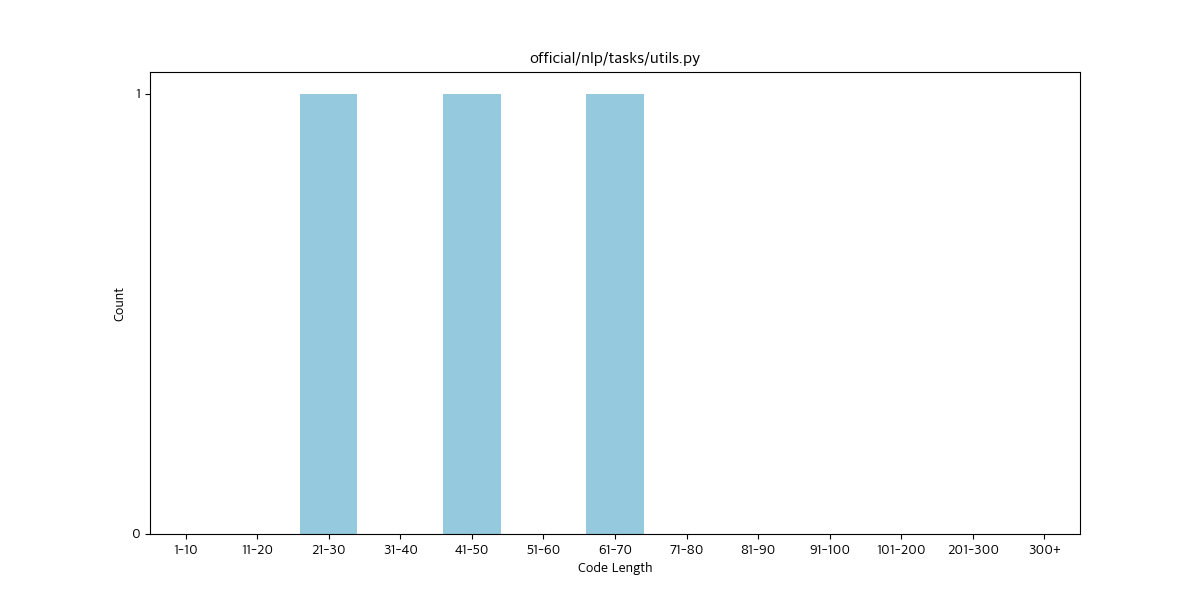 official/nlp/tasks/utils.py
Count
1
0
1-10 11-20 21-30 31-40 41-50 51-60 61-70 71-80 81-90 91-100 101-200 201-300 300+
Code Length